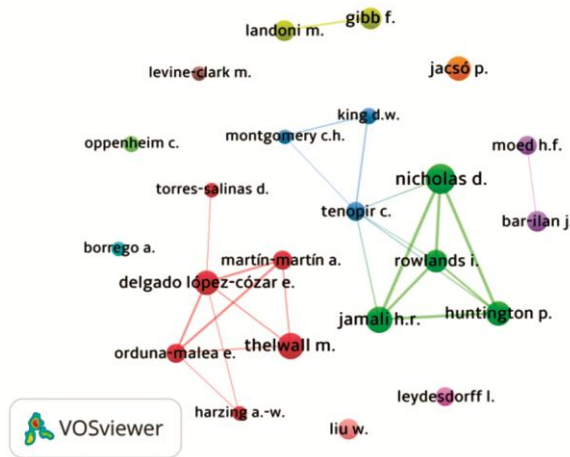 gibb f.
landoni m.
levine-clark m.
jacsó p.
king d.w.
montgomery c.h.
oppenheim c.
moed h.f.
nicholas d.
torres-salinas d.
tenopir c.
bar-ilan j
borrego a.
martín-martín a.
rowlands i.
delgado lópez-cózar e.
jamali h.r.
huntington p.
orduna-malea e.
thelwall m.
leydesdorff l.
harzing a.-w.
liu w.
VOSviewer